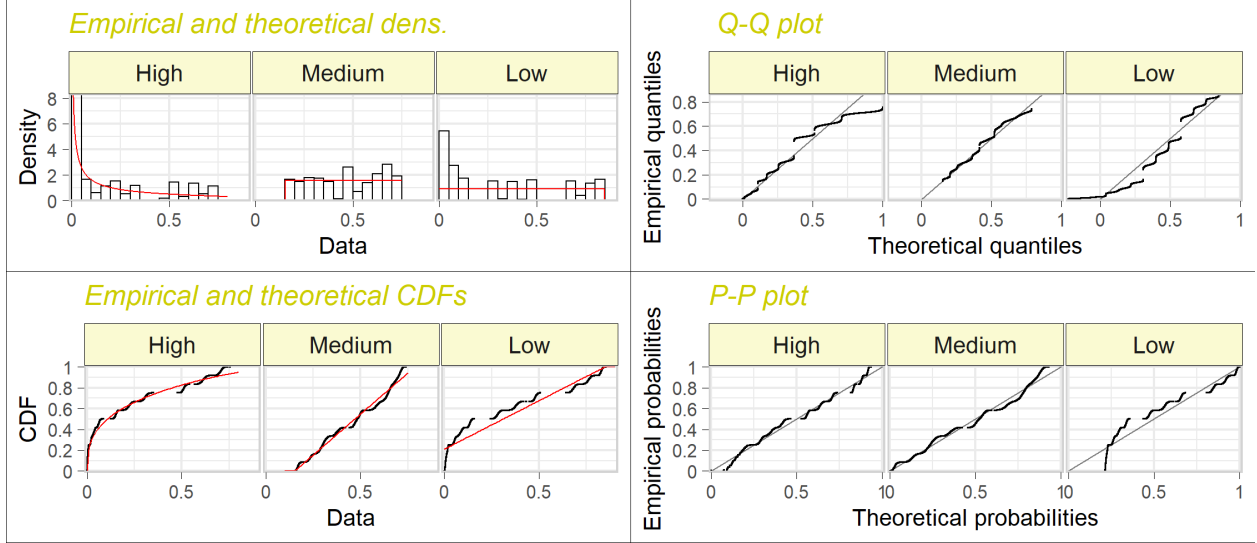 Empirical and theoretical dens.
High Medium Low
Density
8
6
4
2
0
0 0.5 0 0.5 0 0.5
Data
Q-Q plot
High Medium Low
Empirical quantiles
0.8
0.6
0.4
0.2
0
0 0.5 1 0 0.5 1 0 0.5 1
Theoretical quantiles
Empirical and theoretical CDFs
High Medium Low
CDF
1
0.8
0.6
0.4
0.2
0
0 0.5 0 0.5 0 0.5
Data
P-P plot
High Medium Low
Empirical probabilities
1
0.8
0.6
0.4
0.2
0
0 0.5 10 0.5 10 0.5 1
Theoretical probabilities